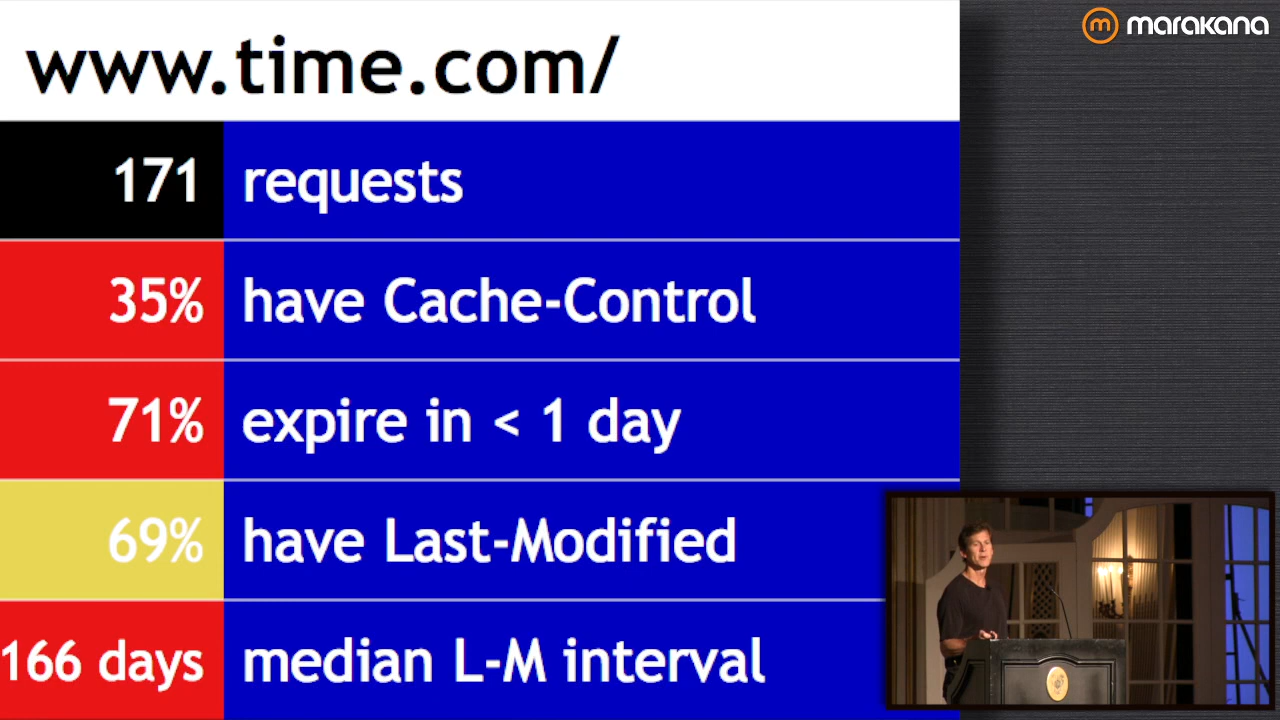 www.time.com/
marakana
171 requests
35% have Cache-Control
71% expire in < 1 day
69% have Last-Modified
166 days median L-M interval